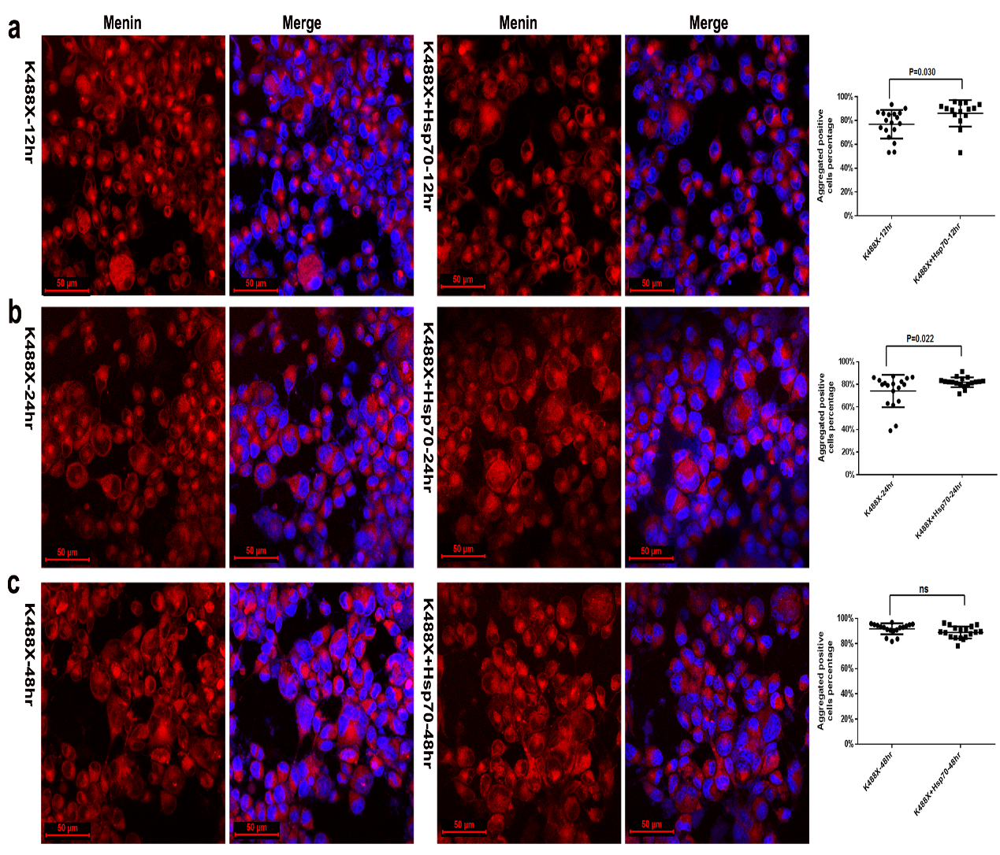 a
Menin
Merge
Menin
Merge
K488X-12hr
50 µm
50 µm
K488X+Hsp70-12hr
50 µm
50 µm
P=0.030
Aggregated positive
cells percentage
100%
80%
60%
40%
20%
0%
K488X-12hr
K488X+Hsp70-12hr
b
K488X-24hr
50 µm
50 µm
K488X+Hsp70-24hr
50 µm
50 µm
P=0.022
Aggregated positive
cells percentage
100%
80%
60%
40%
20%
0%
K488X-24hr
K488X+Hsp70-24hr
c
K488X-48hr
50 µm
50 µm
K488X+Hsp70-48hr
50 µm
50 µm
ns
Aggregated positive
cells percentage
100%
80%
60%
40%
20%
0%
K488X-48hr
K488X+Hsp70-48hr